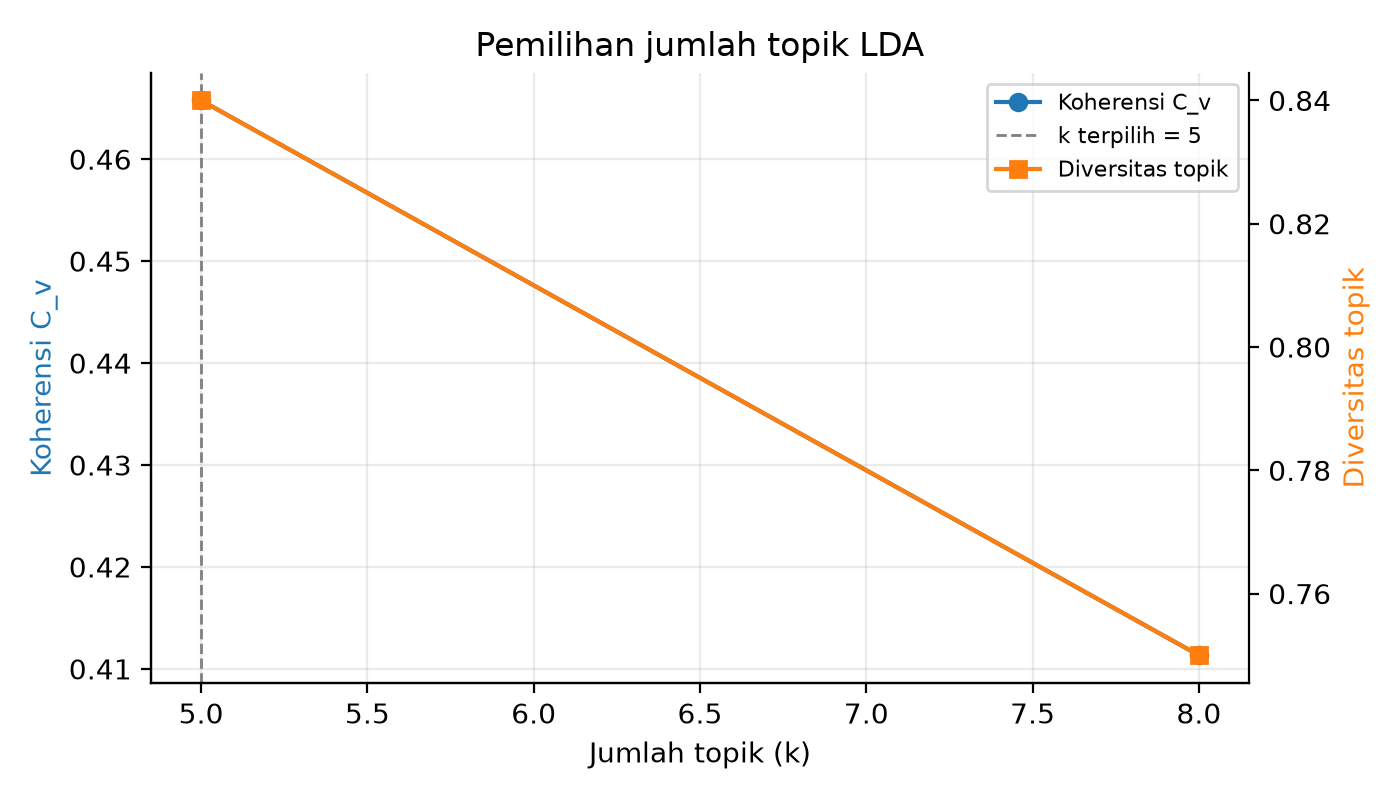 Pemilihan jumlah topik LDA
Koherensi C_v
k terpilih = 5
Diversitas topik
0.46
0.45
0.44
0.43
0.42
0.41
Koherensi C_v
0.84
0.82
0.80
0.78
0.76
Diversitas topik
5.0 5.5 6.0 6.5 7.0 7.5 8.0
Jumlah topik (k)